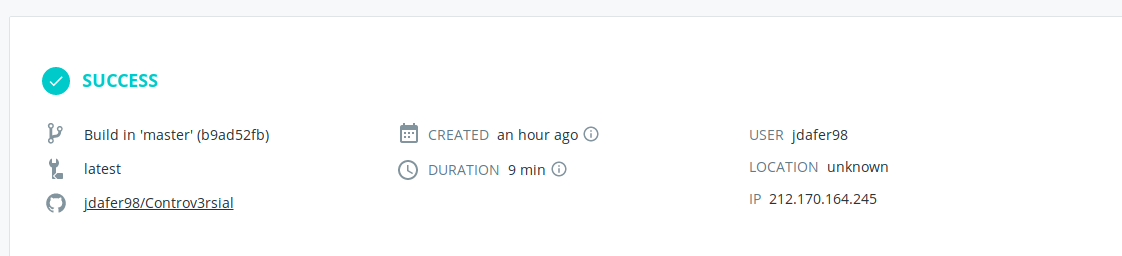 SUCCESS
Build in 'master' (b9ad52fb)
latest
jdafer98/Controv3rsial
CREATED an hour ago
DURATION 9 min
USER jdafer98
LOCATION unknown
IP 212.170.164.245